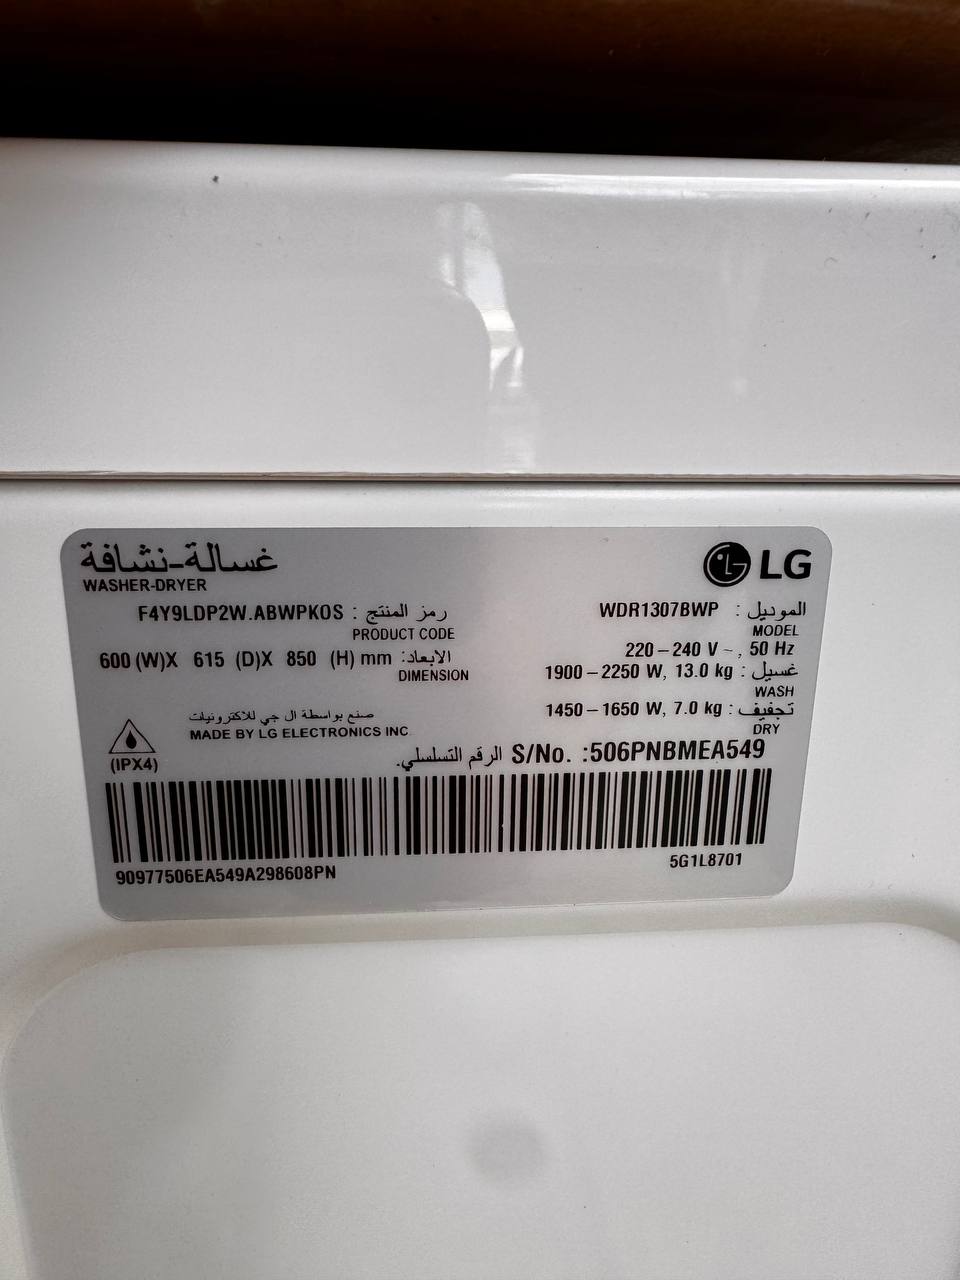 غسالة-نشافة
WASHER-DRYER
LG
F4Y9LDP2W.ABWPKOS : رمز المنتج
PRODUCT CODE
WDR1307BWP : الموديل
MODEL
220–240 V ~, 50 Hz
600 (W)X 615 (D)X 850 (H) mm :الابعاد
DIMENSION
1900–2250 W, 13.0 kg : غسيل
WASH
1450–1650 W, 7.0 kg : تجفيف
DRY
صنع بواسطة ال جي للاكترونيات
MADE BY LG ELECTRONICS INC
(IPX4)
الرقم التسلسلي. S/No. :506PNBMEA549
90977506EA549A298608PN
5G1L8701